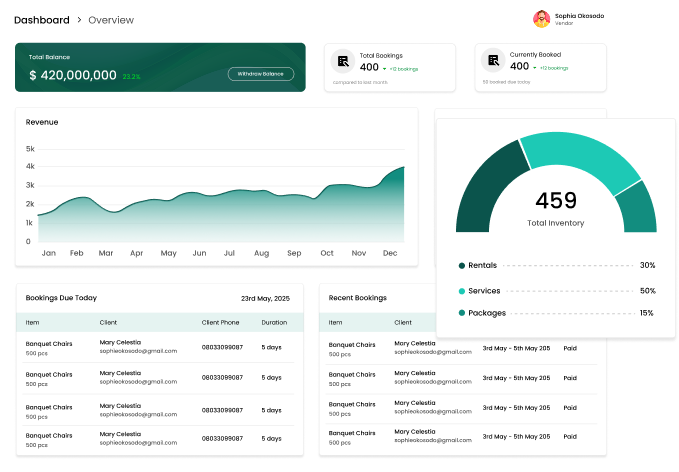 Dashboard > Overview
Sophia Okosodo
Vendor
Total Balance
$ 420,000,000 23.2%
Withdraw Balance
Total Bookings
400 +12 bookings
compared to last month
Currently Booked
400 +12 bookings
50 booked due today
Revenue
5k
4k
3k
2k
1k
0
Jan Feb Mar Apr May Jun Jul Aug Sep Oct Nov Dec
459
Total Inventory
Rentals 30%
Services 50%
Packages 15%
Bookings Due Today 23rd May, 2025
Item Client Client Phone Duration
Banquet Chairs Mary Celestia 08033099087 5 days
500 pcs sophieokosodo@gmail.com
Banquet Chairs Mary Celestia 08033099087 5 days
500 pcs sophieokosodo@gmail.com
Banquet Chairs Mary Celestia 08033099087 5 days
500 pcs sophieokosodo@gmail.com
Banquet Chairs Mary Celestia 08033099087 5 days
500 pcs sophieokosodo@gmail.com
Recent Bookings
Item Client
Banquet Chairs Mary Celestia 3rd May - 5th May 205 Paid
500 pcs sophieokosodo@gmail.com
Banquet Chairs Mary Celestia 3rd May - 5th May 205 Paid
500 pcs sophieokosodo@gmail.com
Banquet Chairs Mary Celestia 3rd May - 5th May 205 Paid
500 pcs sophieokosodo@gmail.com
Banquet Chairs Mary Celestia 3rd May - 5th May 205 Paid
500 pcs sophieokosodo@gmail.com